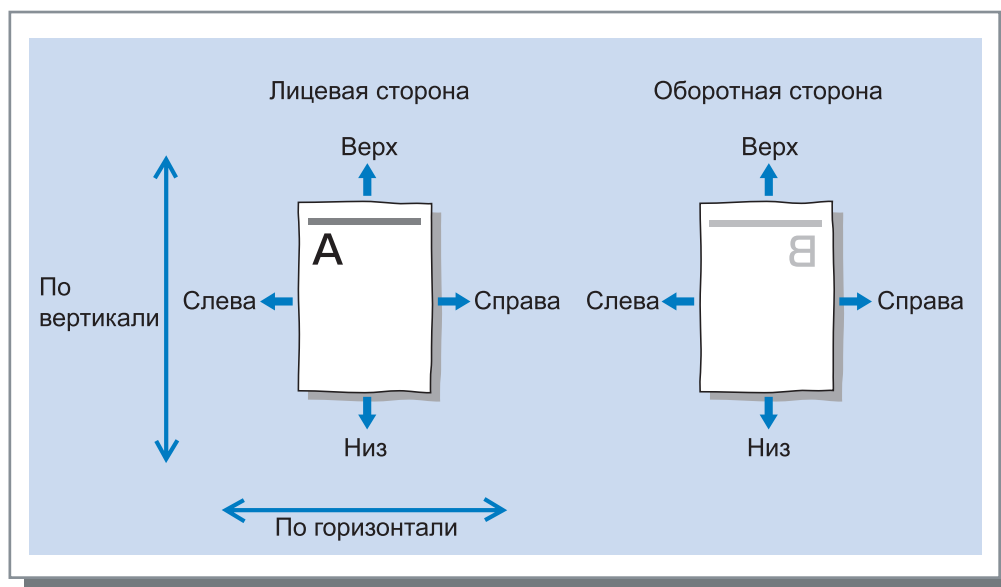 Лицевая сторона
Оборотная сторона
Верх
Верх
A
B
По
вертикали
Слева
Справа
Слева
Справа
Низ
Низ
По горизонтали